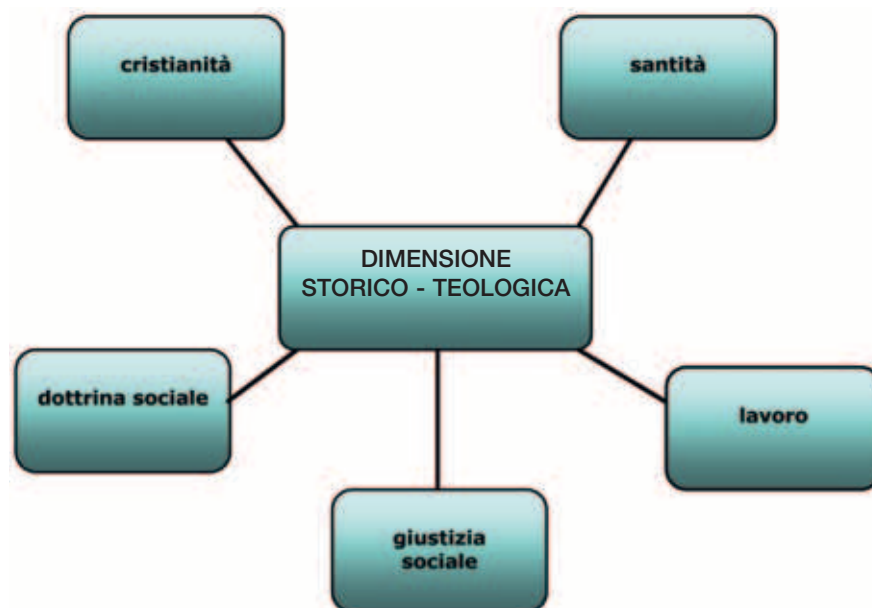 cristianità
santità
DIMENSIONE
STORICO - TEOLOGICA
dottrina sociale
lavoro
giustizia
sociale